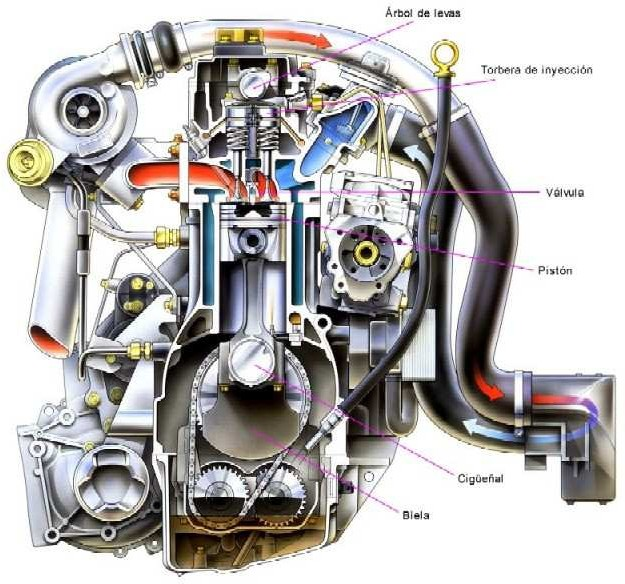 Árbol de levas
Torbera de inyección
Válvula
Pistón
Cigüeñal
Biela